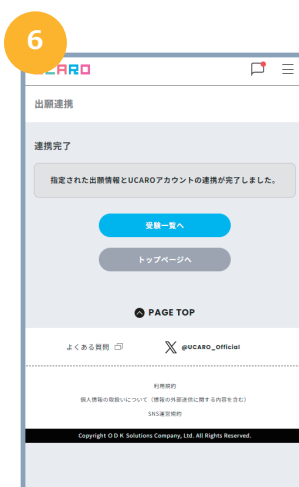 6
UCARO
出願連携
連携完了
指定された出願情報とUCAROアカウントの連携が完了しました。
受験一覧へ
トップページへ
PAGE TOP
よくある質問
@UCARO_Official
利用規約
個人情報の取扱いについて（情報の外部送信に関する内容を含む）
SNS運営規約
Copyright O D K Solutions Company, Ltd. All Rights Reserved.